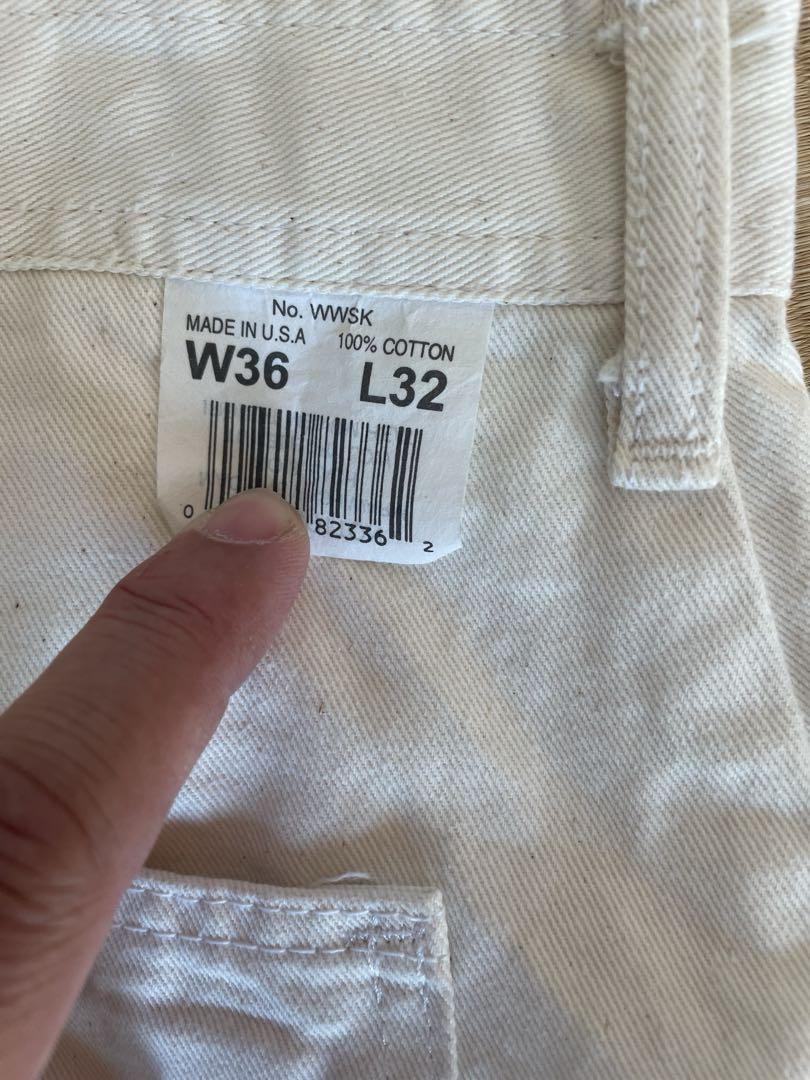 No. WWSK
MADE IN U.S.A 100% COTTON
W36 L32
0 82336 2